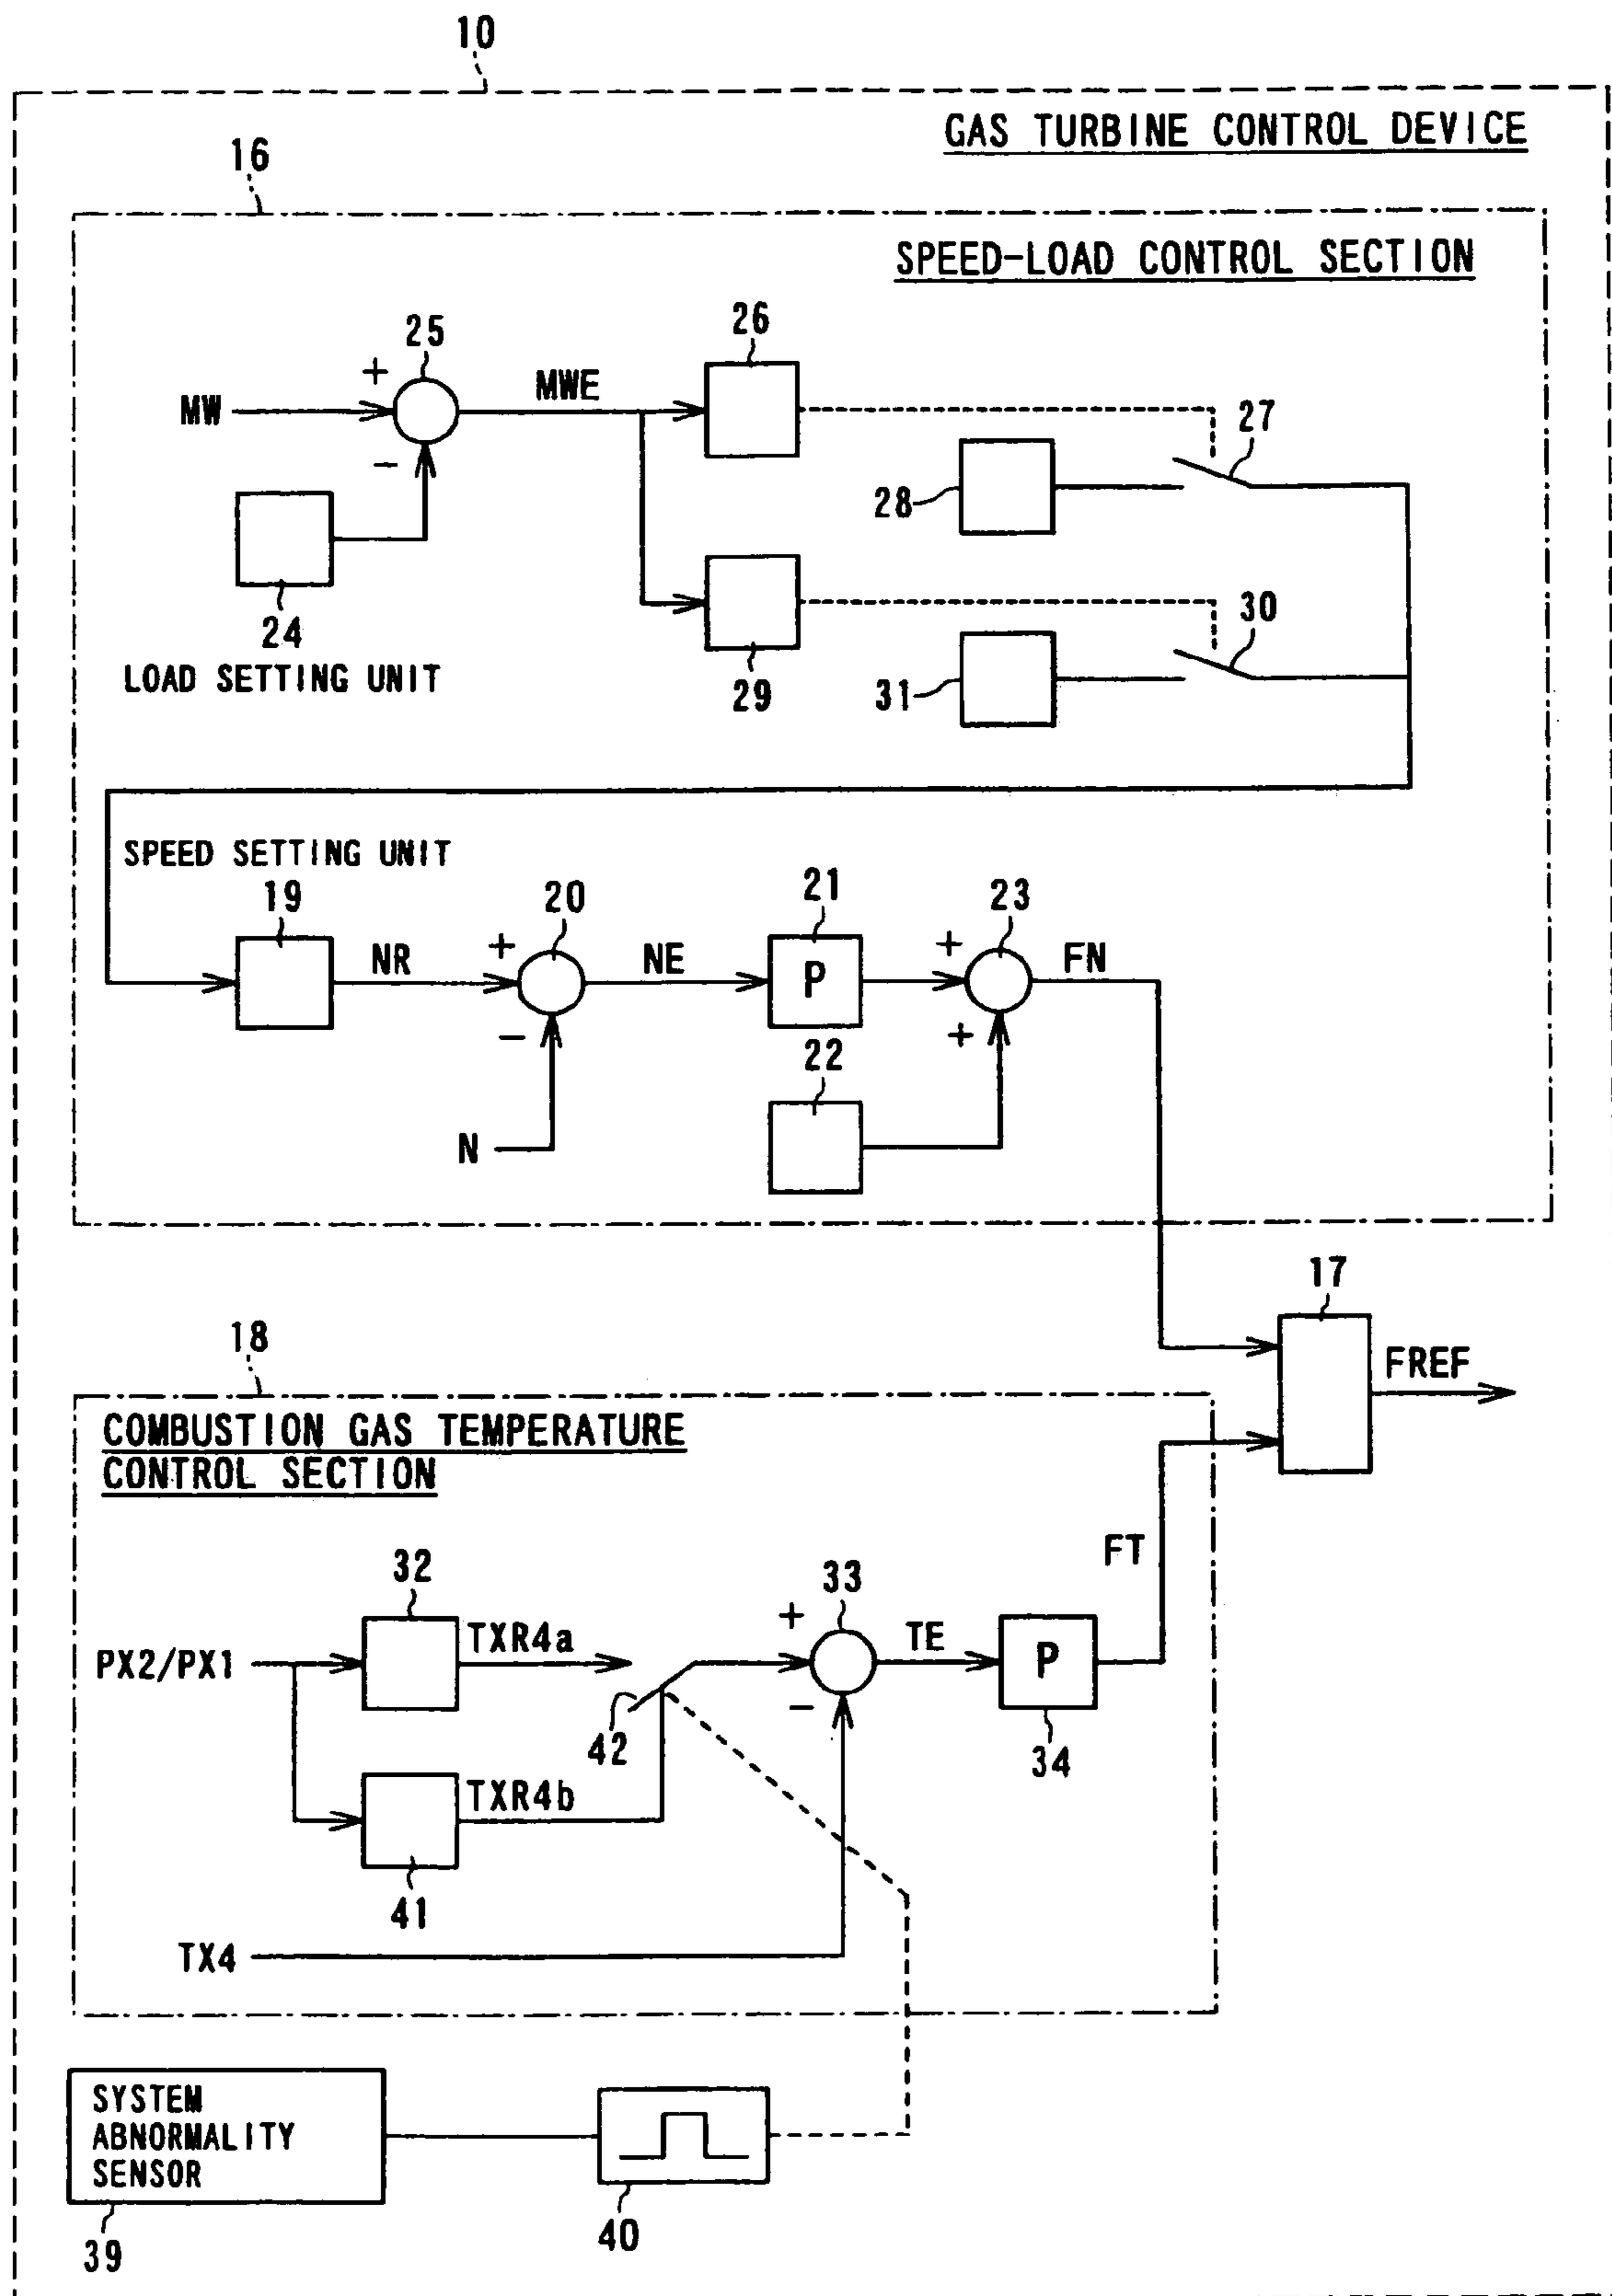 10
GAS TURBINE CONTROL DEVICE
16
SPEED-LOAD CONTROL SECTION
25
26
+
MW
MWE
27
−
28
24
LOAD SETTING UNIT
29
30
31
SPEED SETTING UNIT
19
20
21
23
+
NR
NE
P
+
FN
−
+
22
N
17
FREF
18
COMBUSTION GAS TEMPERATURE
CONTROL SECTION
FT
32
33
+
PX2/PX1
TXR4a
TE
P
−
42
34
TXR4b
41
TX4
SYSTEM
ABNORMALITY
SENSOR
39
40